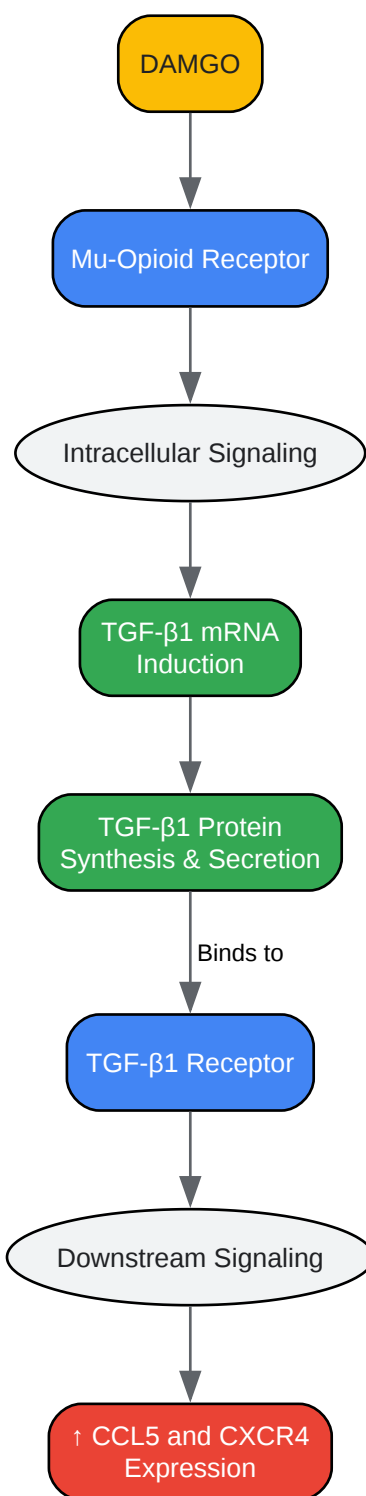 DAMGO
Mu-Opioid Receptor
Intracellular Signaling
TGF-β1 mRNA
Induction
TGF-β1 Protein
Synthesis & Secretion
Binds to
TGF-β1 Receptor
Downstream Signaling
↑ CCL5 and CXCR4
Expression